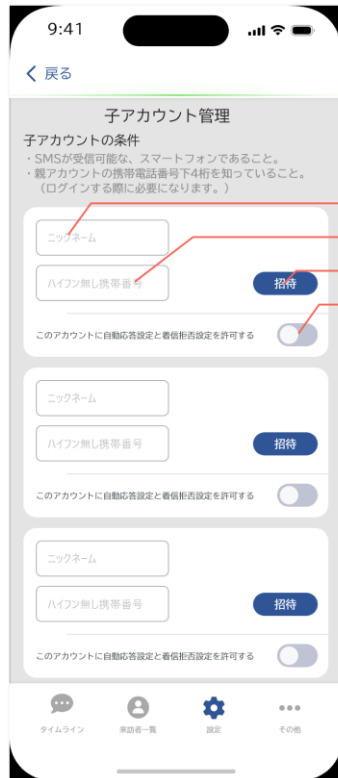 9:41
戻る
子アカウント管理
子アカウントの条件
・SMSが受信可能な、スマートフォンであること。
・親アカウントの携帯電話番号下4桁を知っていること。
（ログインする際に必要になります。）
ニックネーム
ハイフン無し携帯番号
招待
このアカウントに自動応答設定と着信拒否設定を許可する
ニックネーム
ハイフン無し携帯番号
招待
このアカウントに自動応答設定と着信拒否設定を許可する
ニックネーム
ハイフン無し携帯番号
招待
このアカウントに自動応答設定と着信拒否設定を許可する
タイムライン
来訪者一覧
設定
その他